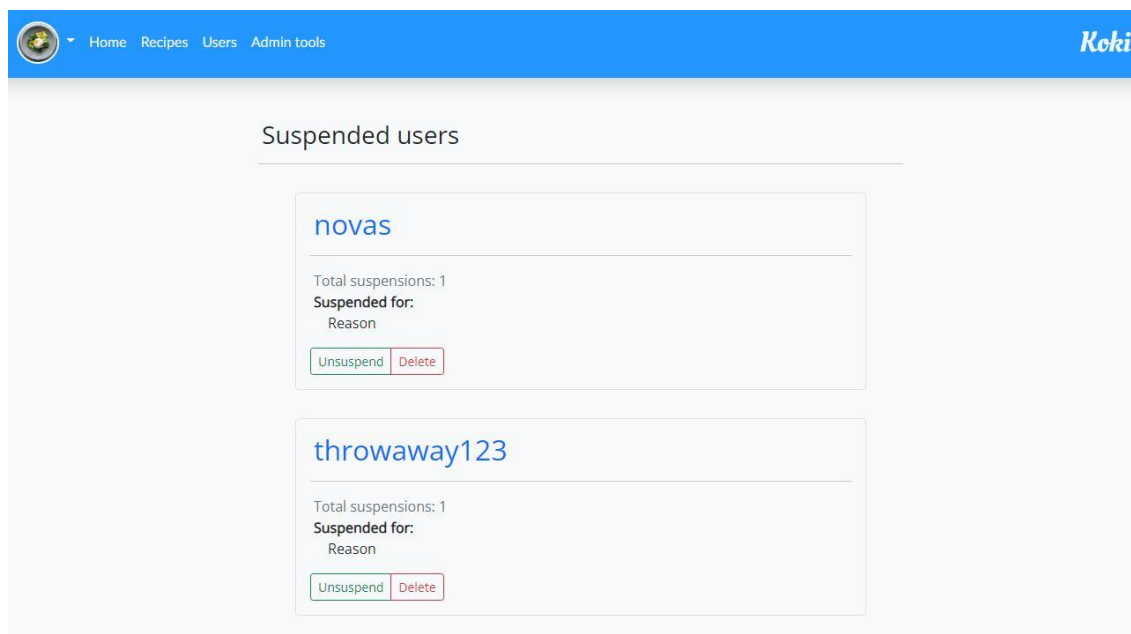 Home Recipes Users Admin tools Koki
Suspended users
novas
Total suspensions: 1
Suspended for:
Reason
Unsuspend Delete
throwaway123
Total suspensions: 1
Suspended for:
Reason
Unsuspend Delete